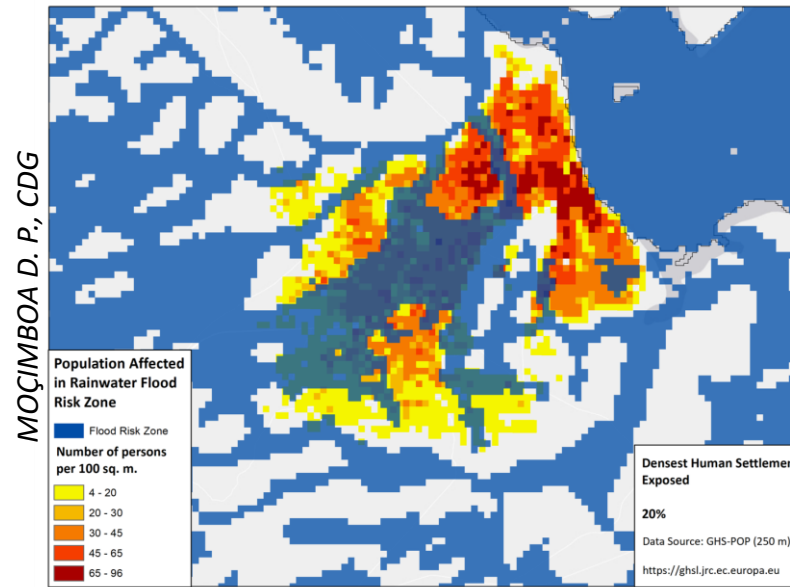 MOÇIMBOA D. P., CDG
Population Affected
in Rainwater Flood
Risk Zone
Flood Risk Zone
Number of persons
per 100 sq. m.
4 - 20
20 - 30
30 - 45
45 - 65
65 - 96
Densest Human Settlemen
Exposed
20%
Data Source: GHS-POP (250 m)
https://ghsl.jrc.ec.europa.eu